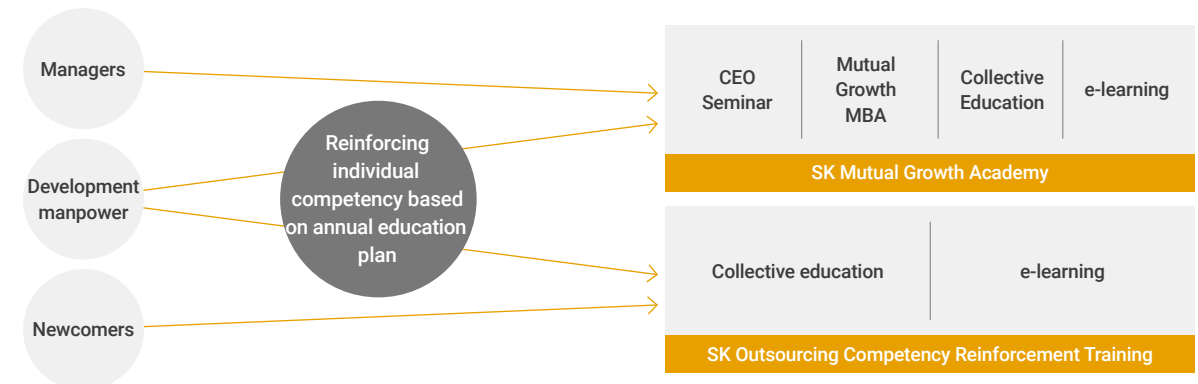 Managers
Development
manpower
Newcomers
Reinforcing
individual
competency based
on annual education
plan
CEO
Seminar
Mutual
Growth
MBA
Collective
Education
e-learning
SK Mutual Growth Academy
Collective education
e-learning
SK Outsourcing Competency Reinforcement Training